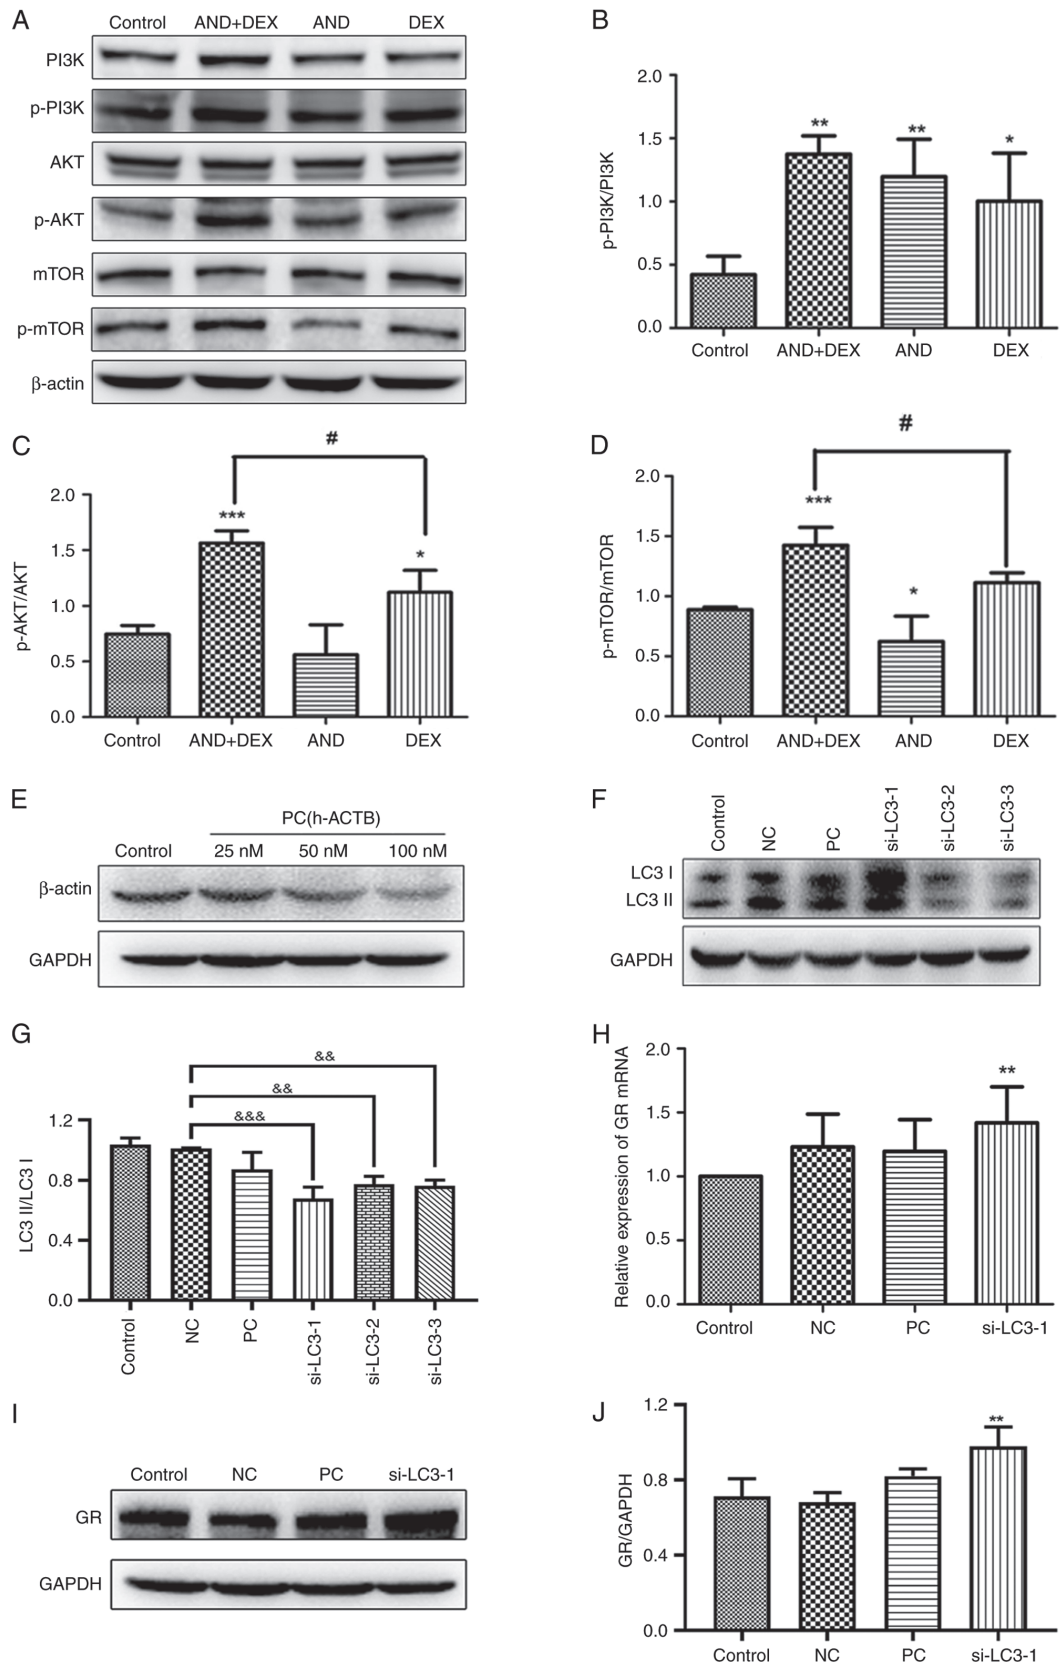 A
Control AND+DEX AND DEX
PI3K
p-PI3K
AKT
p-AKT
mTOR
p-mTOR
β-actin
B
p-PI3K/PI3K
2.0
1.5
1.0
0.5
0.0
** ** *
Control AND+DEX AND DEX
C
p-AKT/AKT
2.0
1.5
1.0
0.5
0.0
#
*** *
Control AND+DEX AND DEX
D
p-mTOR/mTOR
2.0
1.5
1.0
0.5
0.0
#
*** *
Control AND+DEX AND DEX
E
PC(h-ACTB)
Control 25 nM 50 nM 100 nM
β-actin
GAPDH
F
Control NC PC si-LC3-1 si-LC3-2 si-LC3-3
LC3 I
LC3 II
GAPDH
G
LC3 II/LC3 I
1.2
0.8
0.4
0.0
&&
&&
&&&
Control NC PC si-LC3-1 si-LC3-2 si-LC3-3
H
Relative expression of GR mRNA
2.0
1.5
1.0
0.5
0.0
**
Control NC PC si-LC3-1
I
Control NC PC si-LC3-1
GR
GAPDH
J
GR/GAPDH
1.2
0.8
0.4
0.0
**
Control NC PC si-LC3-1